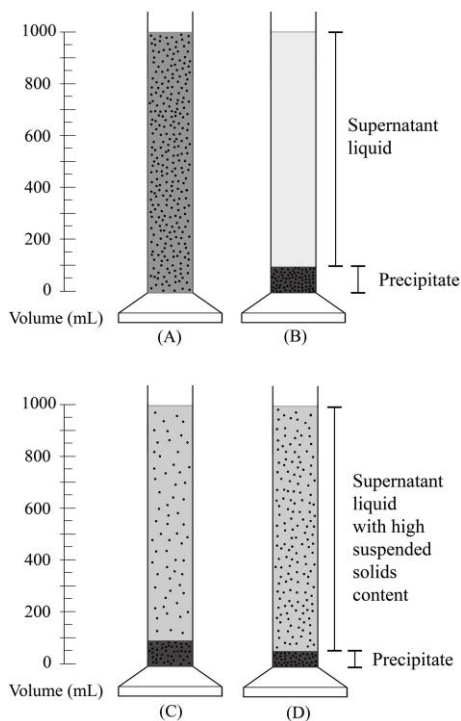 1000
800
600
400
200
0
Volume (mL)
Supernatant
liquid
Precipitate
(A)
(B)
1000
800
600
400
200
0
Volume (mL)
Supernatant
liquid
with high
suspended
solids
content
Precipitate
(C)
(D)